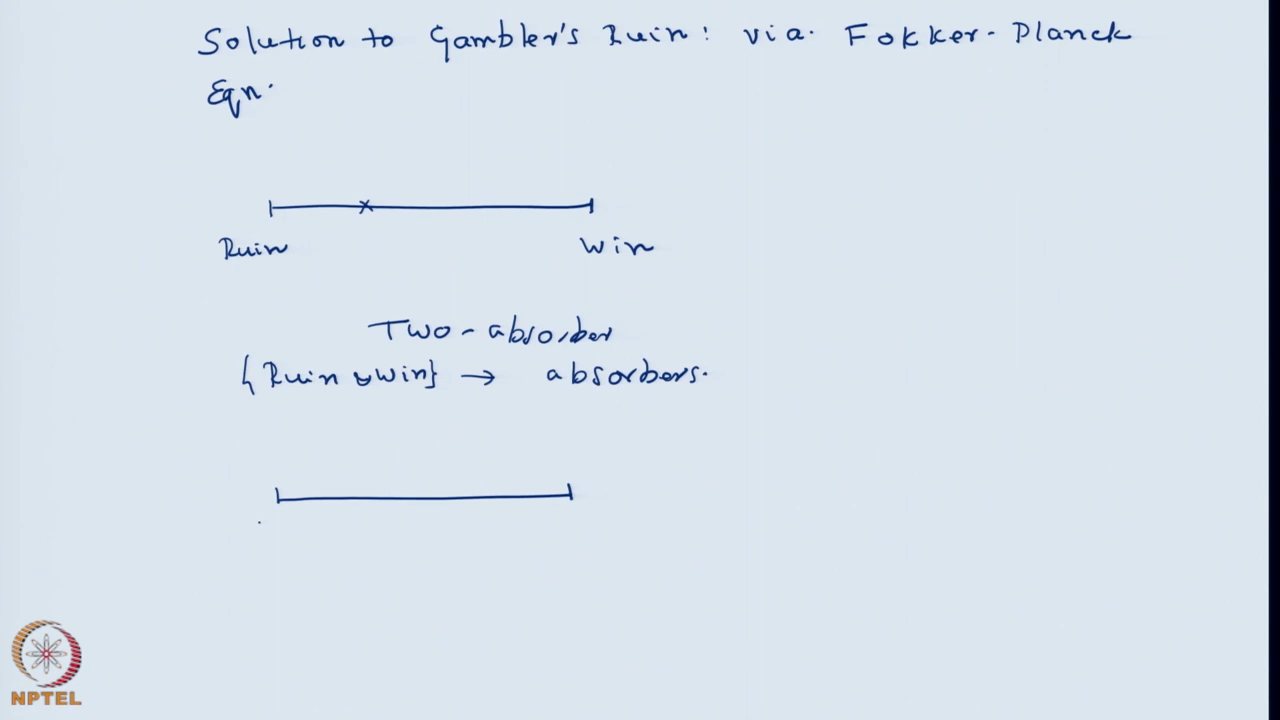 Solution to Gambler's Ruin: via. Fokker-Planck
Eqn.
Ruin
Win
Two-absorber
{Ruin & Win} → absorbers.
NPTEL